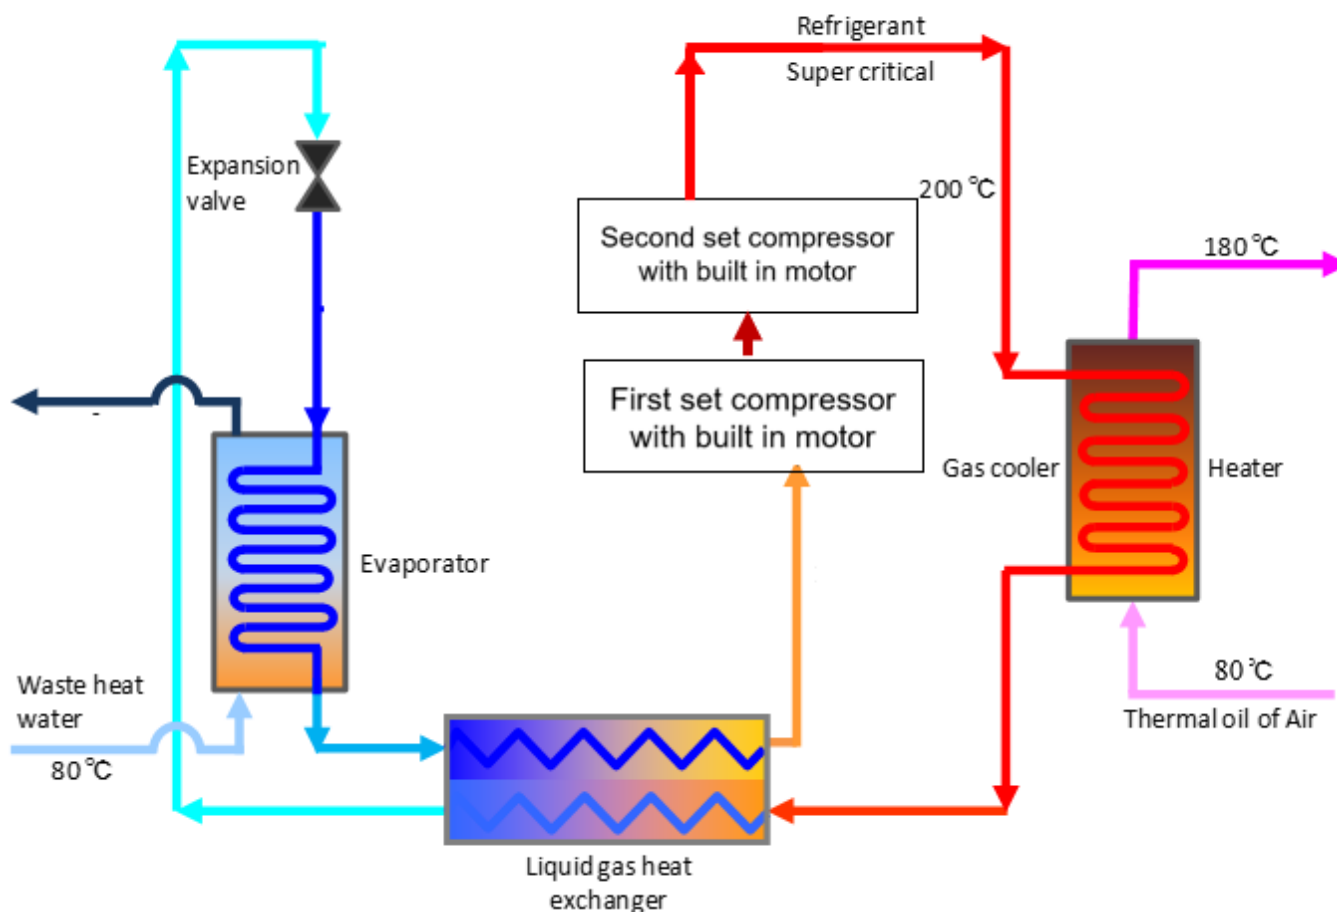 Refrigerant
Super critical
Expansion
valve
200 °C
Second set compressor
with built in motor
180 °C
First set compressor
with built in motor
Gas cooler
Heater
Evaporator
Waste heat
water
80 °C
80 °C
Thermal oil of Air
Liquid gas heat
exchanger